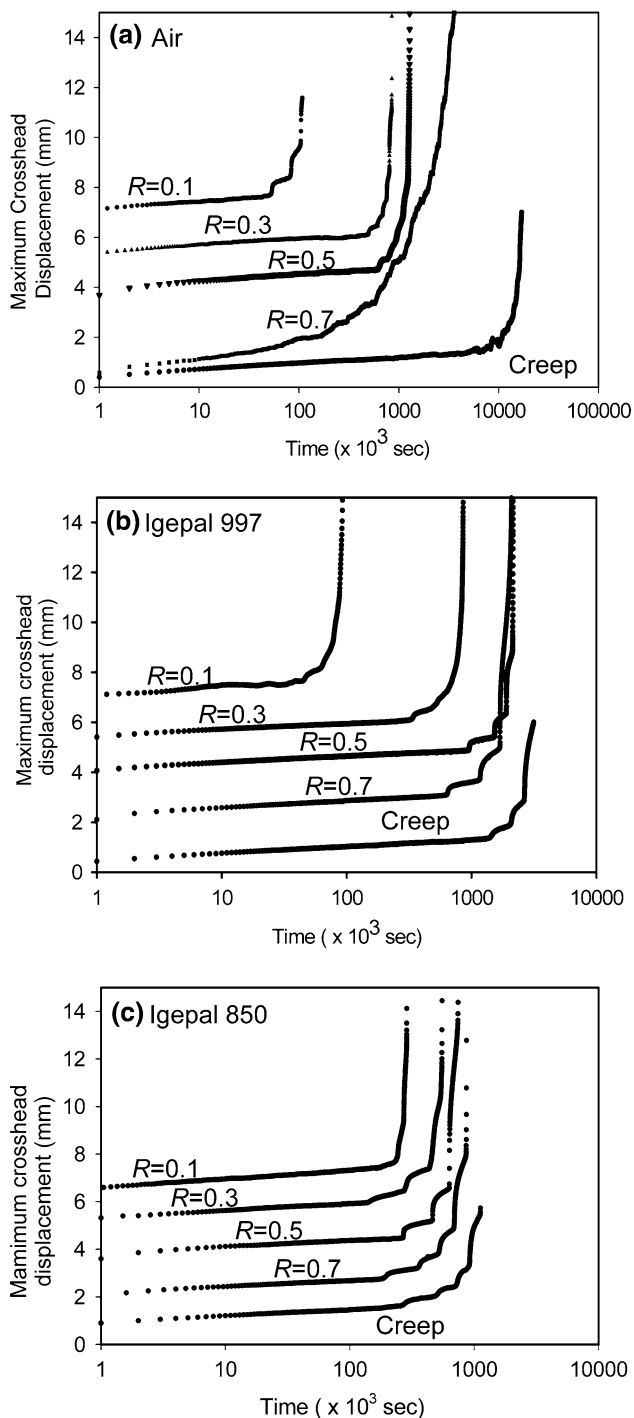 (a) Air
Maximum Crosshead
Displacement (mm)
14
12
10
8
6
4
2
0
R=0.1
R=0.3
R=0.5
R=0.7
Creep
1
10
100
1000
10000
100000
Time (x 10³ sec)
(b) Igepal 997
Maximum crosshead
displacement (mm)
14
12
10
8
6
4
2
0
R=0.1
R=0.3
R=0.5
R=0.7
Creep
1
10
100
1000
10000
Time ( x 10³ sec)
(c) Igepal 850
Mamimum crosshead
displacement (mm)
14
12
10
8
6
4
2
0
R=0.1
R=0.3
R=0.5
R=0.7
Creep
1
10
100
1000
10000
Time ( x 10³ sec)